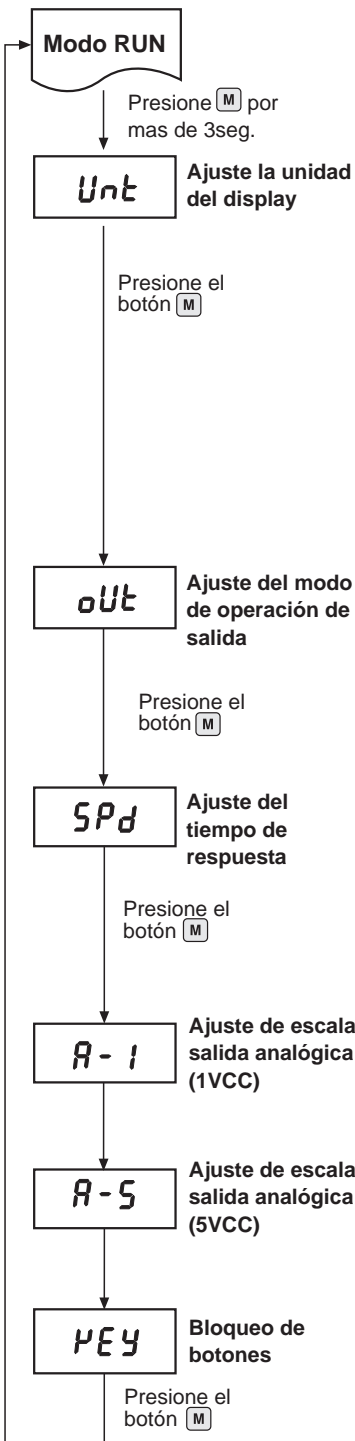 Modo RUN
Presione M por
mas de 3seg.
Unt
Ajuste la unidad
del display
Presione el
botón M
oUt
Ajuste del modo
de operación de
salida
Presione el
botón M
SPd
Ajuste del
tiempo de
respuesta
Presione el
botón M
A-1
Ajuste de escala
salida analógica
(1VCC)
A-5
Ajuste de escala
salida analógica
(5VCC)
KEY
Bloqueo de
botones
Presione el
botón M